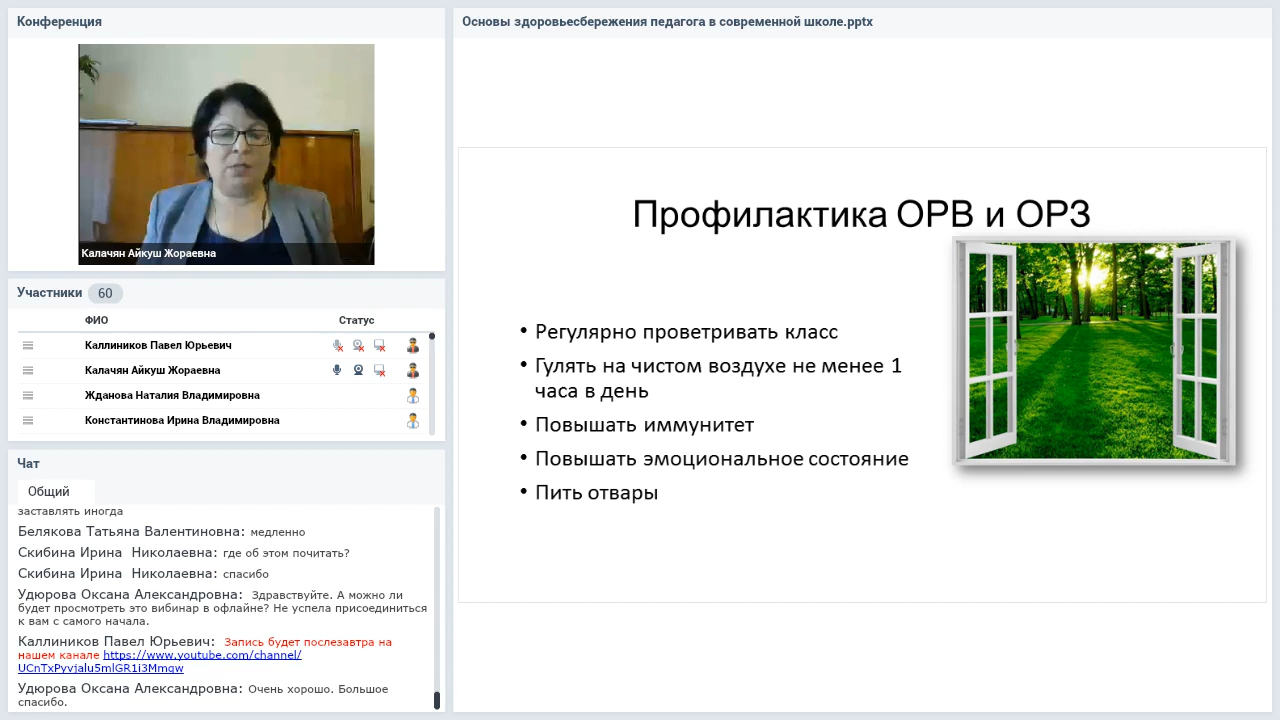 Конференция
Калачян Айкуш Жораевна
Участники 60
ФИО Статус
Каллиников Павел Юрьевич
Калачян Айкуш Жораевна
Жданова Наталия Владимировна
Константинова Ирина Владимировна
Чат
Общий
заставлять иногда
Белякова Татьяна Валентиновна: медленно
Скибина Ирина Николаевна: где об этом почитать?
Скибина Ирина Николаевна: спасибо
Удюрова Оксана Александровна: Здравствуйте. А можно ли
будет просмотреть это вибинар в офлайне? Не успела присоединиться
к вам с самого начала.
Каллиников Павел Юрьевич: Запись будет послезавтра на
нашем канале https://www.youtube.com/channel/
UCnTxPyvjalu5mlGR1i3Mmqw
Удюрова Оксана Александровна: Очень хорошо. Большое
спасибо.
Основы здоровьесбережения педагога в современной школе.pptx
Профилактика ОРВ и ОРЗ
• Регулярно проветривать класс
• Гулять на чистом воздухе не менее 1
часа в день
• Повышать иммунитет
• Повышать эмоциональное состояние
• Пить отвары